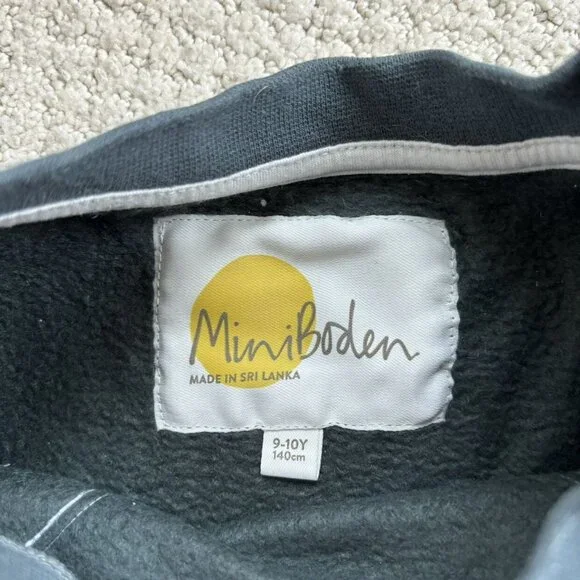 MiniBoden
MADE IN SRI LANKA
9-10Y
140cm